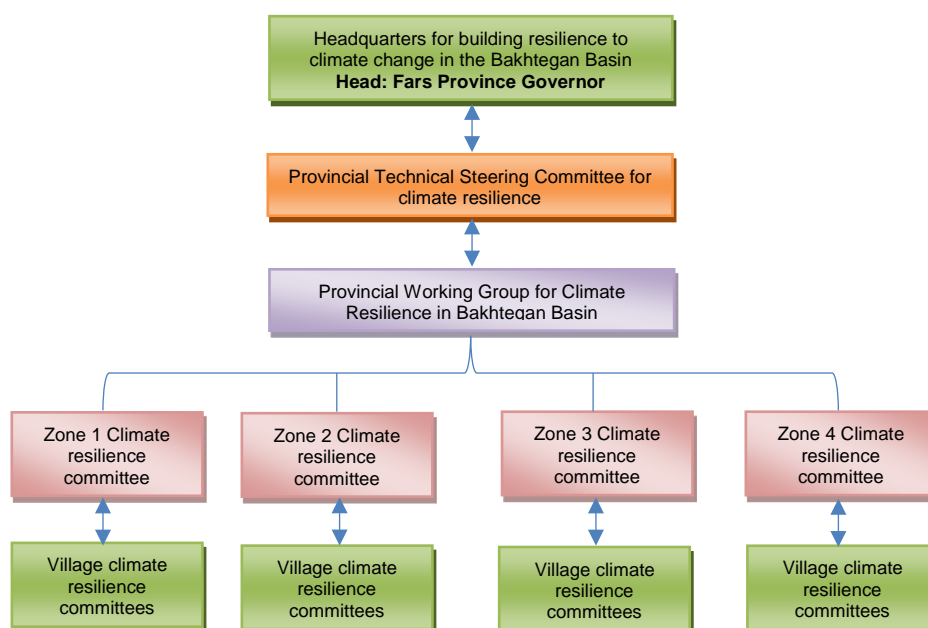 Headquarters for building resilience to
climate change in the Bakhtegan Basin
Head: Fars Province Governor
Provincial Technical Steering Committee for
climate resilience
Provincial Working Group for Climate
Resilience in Bakhtegan Basin
Zone 1 Climate
resilience
committee
Zone 2 Climate
resilience
committee
Zone 3 Climate
resilience
committee
Zone 4 Climate
resilience
committee
Village climate
resilience
committees
Village climate
resilience
committees
Village climate
resilience
committees
Village climate
resilience
committees